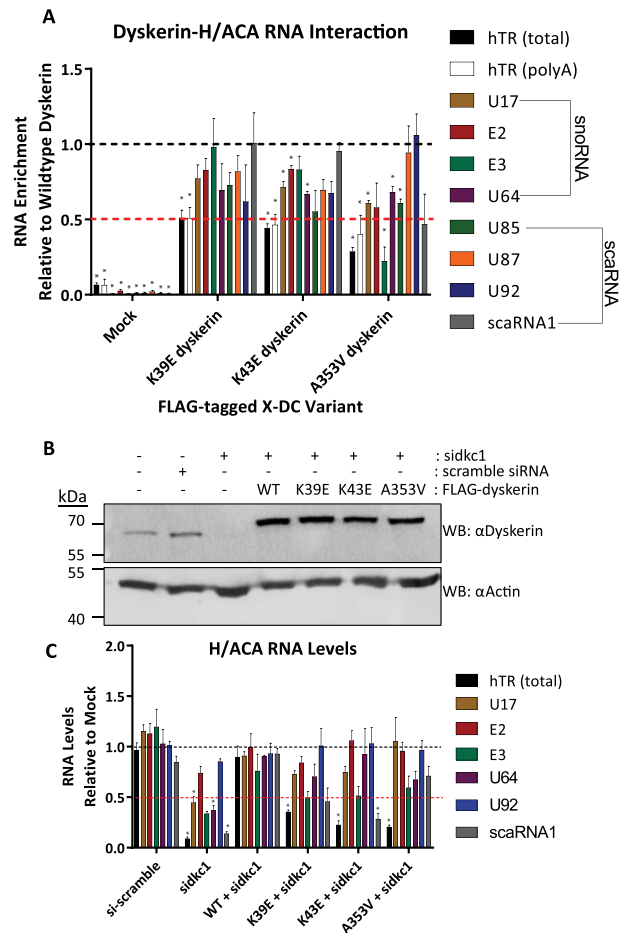 A
Dyskerin-H/ACA RNA Interaction
RNA Enrichment
Relative to Wildtype Dyskerin
1.5
1.0
0.5
0.0
Mock
K39E dyskerin
K43E dyskerin
A353V dyskerin
FLAG-tagged X-DC Variant
hTR (total)
hTR (polyA)
U17
E2
E3
U64
U85
U87
U92
scaRNA1
snoRNA
scaRNA
B
- - + + + + + : sidkc1
- + - - - - - : scramble siRNA
- - - WT K39E K43E A353V : FLAG-dyskerin
kDa
70
55
WB: αDyskerin
55
40
WB: αActin
C
H/ACA RNA Levels
RNA Levels
Relative to Mock
2.0
1.5
1.0
0.5
0.0
si-scramble
sidkc1
WT + sidkc1
K39E + sidkc1
K43E + sidkc1
A353V + sidkc1
hTR (total)
U17
E2
E3
U64
U92
scaRNA1